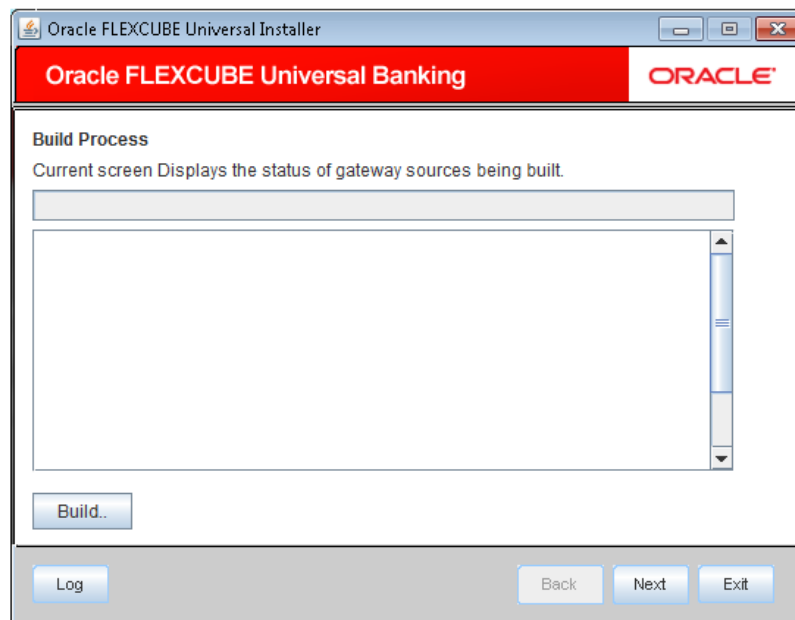 Oracle FLEXCUBE Universal Installer
Oracle FLEXCUBE Universal Banking
ORACLE
Build Process
Current screen Displays the status of gateway sources being built.
Build..
Log
Back
Next
Exit